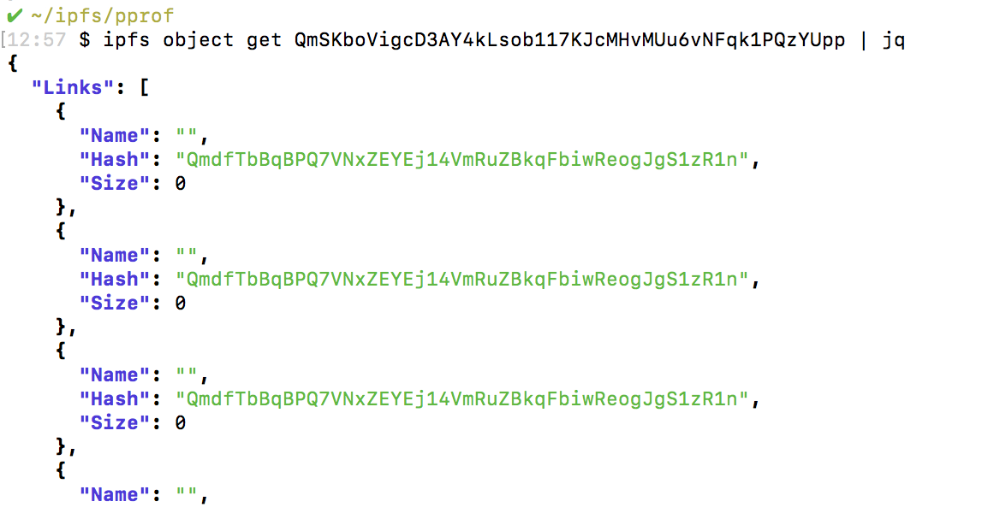 ✔ ~/ipfs/pprof
[12:57 $ ipfs object get QmSKboVigcD3AY4kLsob117KJcMHvMUu6vNFqk1PQzYUpp | jq
{
  "Links": [
    {
      "Name": "",
      "Hash": "QmdfTbBqBPQ7VNxZEYEj14VmRuZBkqFbiwReogJgS1zR1n",
      "Size": 0
    },
    {
      "Name": "",
      "Hash": "QmdfTbBqBPQ7VNxZEYEj14VmRuZBkqFbiwReogJgS1zR1n",
      "Size": 0
    },
    {
      "Name": "",
      "Hash": "QmdfTbBqBPQ7VNxZEYEj14VmRuZBkqFbiwReogJgS1zR1n",
      "Size": 0
    },
    {
      "Name": "",